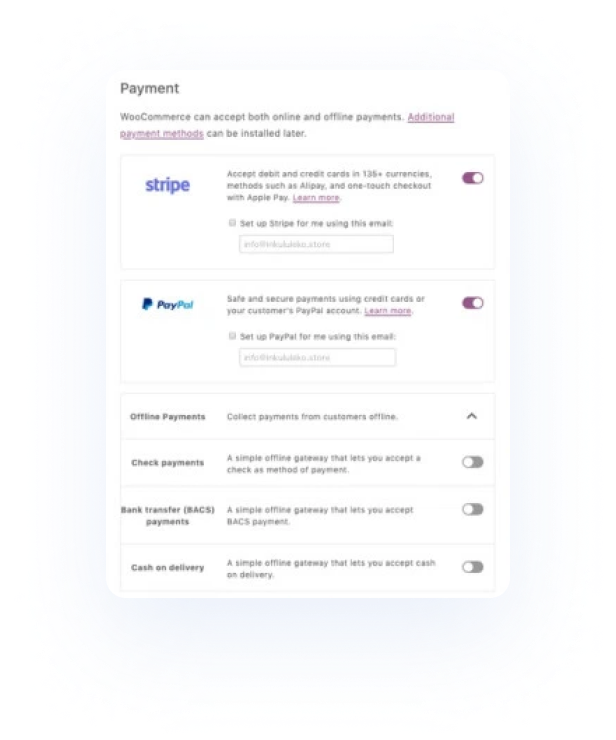 Payment
WooCommerce can accept both online and offline payments. Additional
payment methods can be installed later.
stripe
Accept debit and credit cards in 135+ currencies,
methods such as Alipay, and one-touch checkout
with Apple Pay. Learn more.
Set up Stripe for me using this email:
PayPal
Safe and secure payments using credit cards or
your customer's PayPal account. Learn more.
Set up PayPal for me using this email:
Offline Payments
Collect payments from customers offline.
Check payments
A simple offline gateway that lets you accept a
check as method of payment.
Bank transfer (BACS)
payments
A simple offline gateway that lets you accept
BACS payment.
Cash on delivery
A simple offline gateway that lets you accept cash
on delivery.